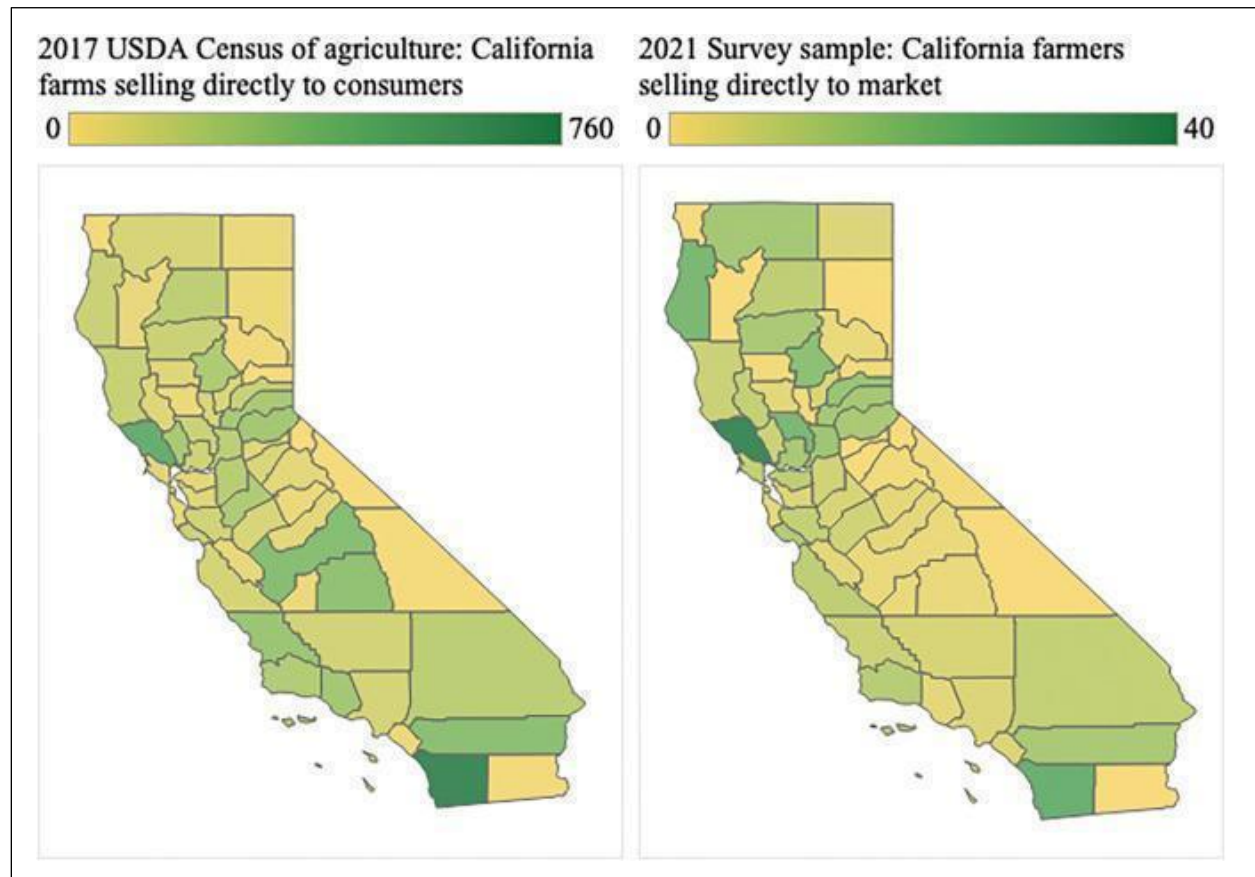 2017 USDA Census of agriculture: California
farms selling directly to consumers
0 760
2021 Survey sample: California farmers
selling directly to market
0 40